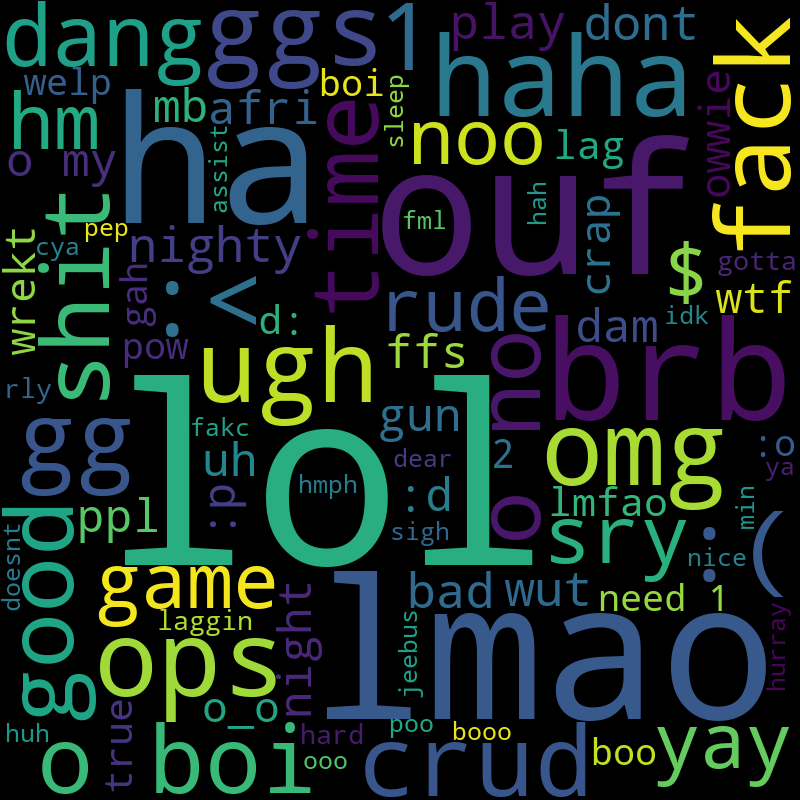 dang
ggs
1
haha
play
dont
fack
welp
boi
hm
mb
afri
time
sleep
noo
lag
owwie
o my
assist
ha
ouf
fml
hah
crap
shit
cya
pep
nighty
: <
$
gotta
wrekt
gah
d:
rude
dam
idk
wtf
pow
ugh
ffs
o no
brb
rly
gg
fakc
uh
lol
gun
dear
2
omg
:o
ya
:p
hmph
:d
lmfao
min
ppl
sigh
sry
:(
nice
doesnt
good
game
laggin
night
lmao
bad
wut
need 1
hurray
ops
jeebus
o_o
true
huh
hard
poo
booo
ooo
o boi
crud
boo
yay